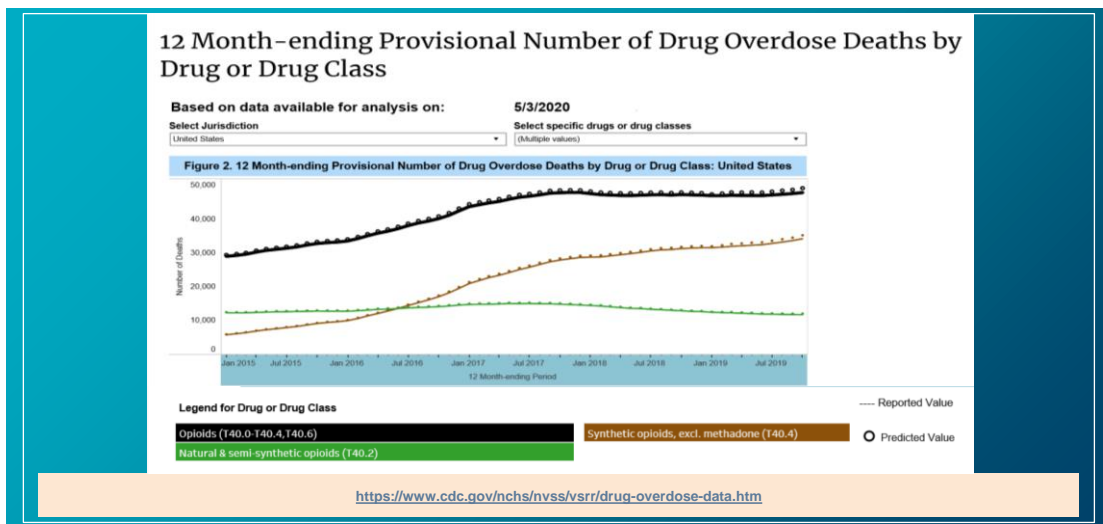 12 Month-ending Provisional Number of Drug Overdose Deaths by
Drug or Drug Class
Based on data available for analysis on: 5/3/2020
Select Jurisdiction Select specific drugs or drug classes
United States (Multiple values)
Figure 2. 12 Month-ending Provisional Number of Drug Overdose Deaths by Drug or Drug Class: United States
50,000
40,000
30,000
20,000
10,000
0
Number of Deaths
Jan 2015 Jul 2015 Jan 2016 Jul 2016 Jan 2017 Jul 2017 Jan 2018 Jul 2018 Jan 2019 Jul 2019
12 Month-ending Period
Legend for Drug or Drug Class
---- Reported Value
Opioids (T40.0-T40.4,T40.6) Synthetic opioids, excl. methadone (T40.4)
Predicted Value
Natural & semi-synthetic opioids (T40.2)
https://www.cdc.gov/nchs/nvss/vsrr/drug-overdose-data.htm